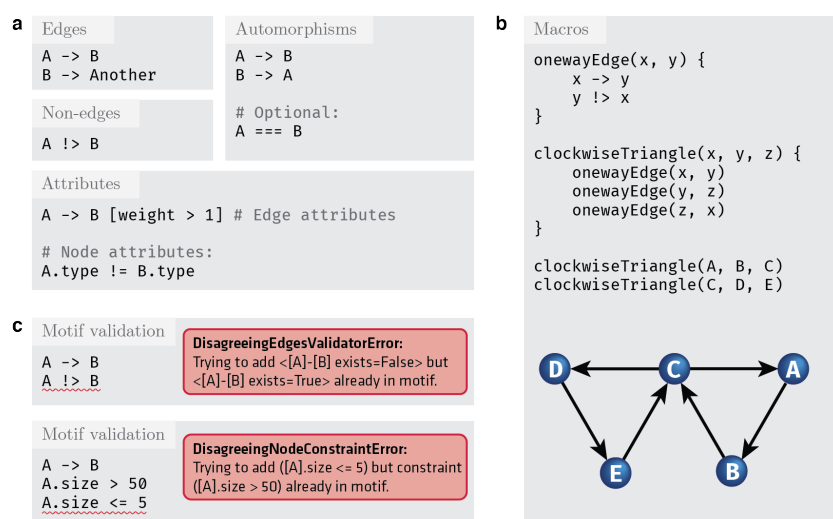 a
Edges
A -> B
B -> Another
Non-edges
A !> B
Automorphisms
A -> B
B -> A
# Optional:
A === B
Attributes
A -> B [weight > 1] # Edge attributes
# Node attributes:
A.type != B.type
c
Motif validation
A -> B
A !> B
DisagreeingEdgesValidatorError:
Trying to add <[A]-[B] exists=False> but
<[A]-[B] exists=True> already in motif.
Motif validation
A -> B
A.size > 50
A.size <= 5
DisagreeingNodeConstraintError:
Trying to add ([A].size <= 5) but constraint
([A].size > 50) already in motif.
b
Macros
onewayEdge(x, y) {
    x -> y
    y !> x
}
clockwiseTriangle(x, y, z) {
    onewayEdge(x, y)
    onewayEdge(y, z)
    onewayEdge(z, x)
}
clockwiseTriangle(A, B, C)
clockwiseTriangle(C, D, E)
D C A
E B